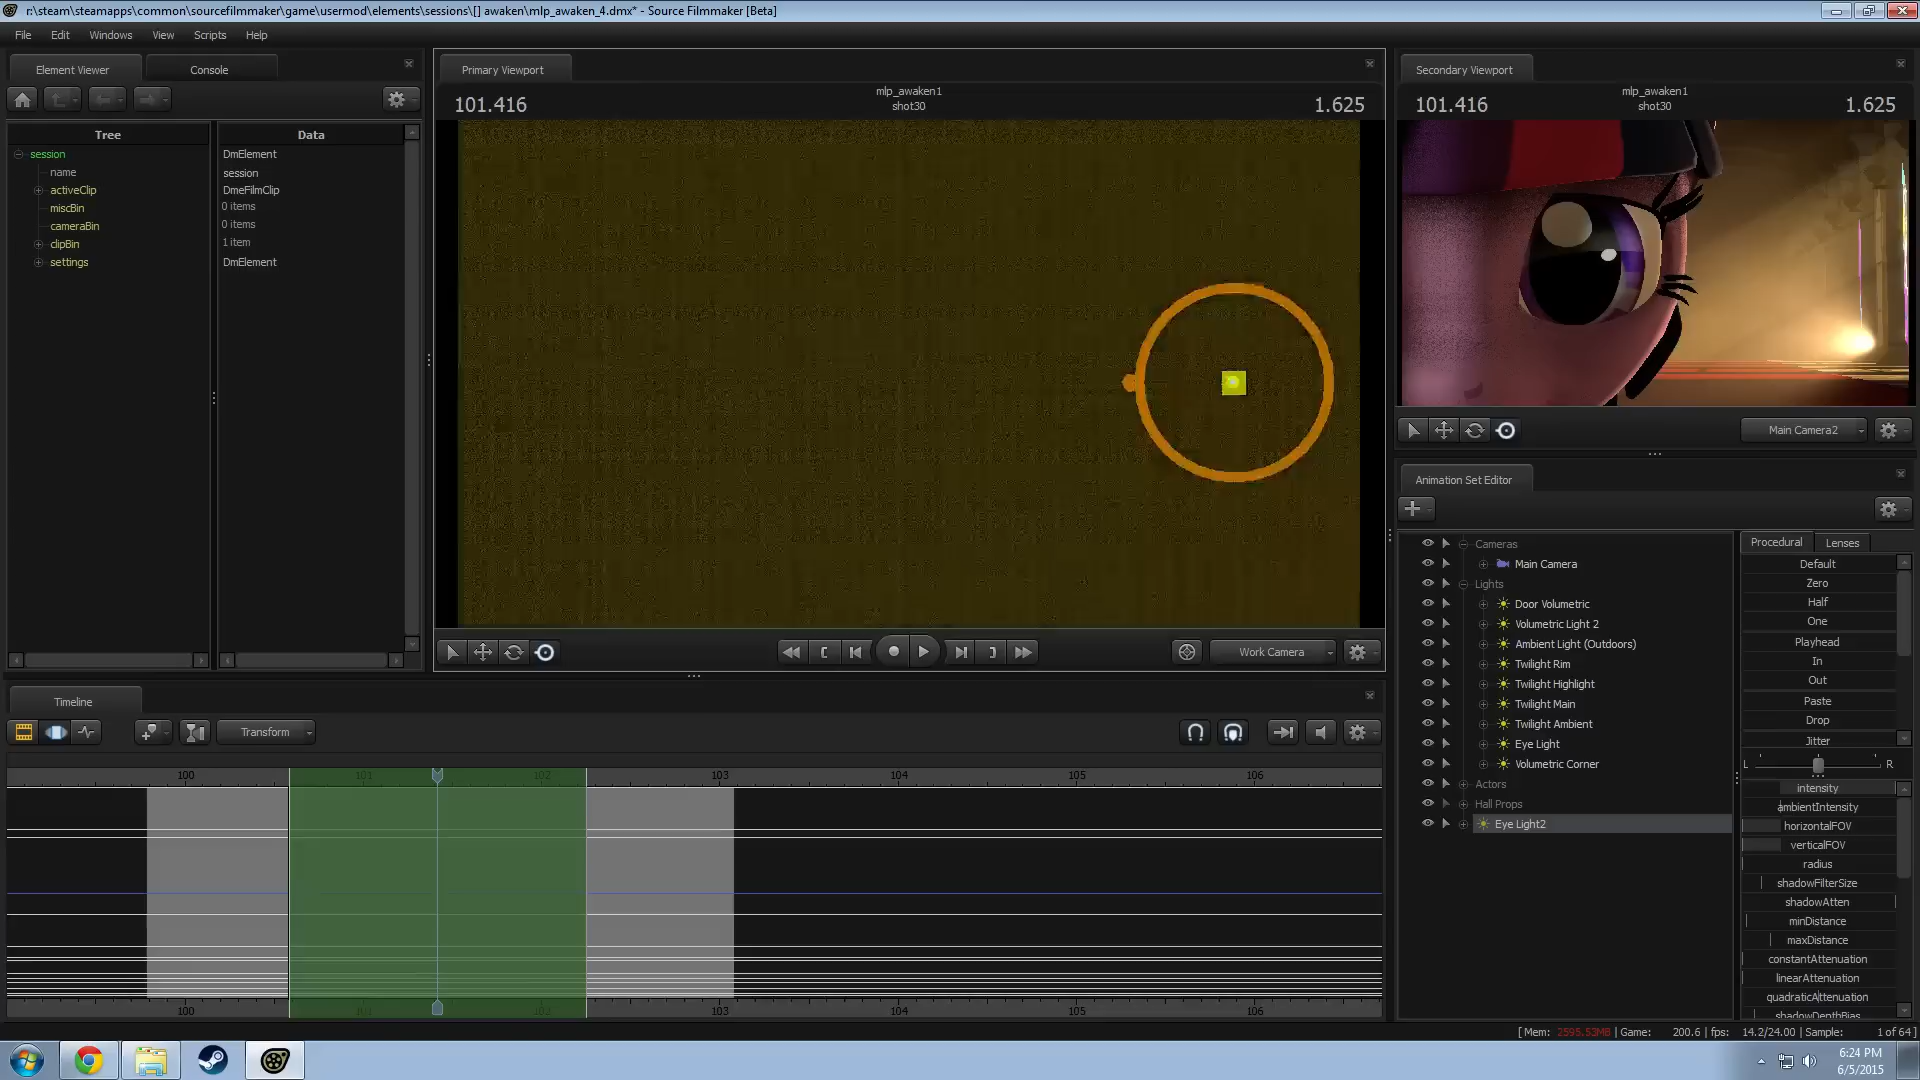 r:\steam\steamapps\common\sourcefilmmaker\game\usermod\elements\sessions\[] awaken\mlp_awaken_4.dmx* - Source Filmmaker [Beta]
File Edit Windows View Scripts Help
Element Viewer Console
Tree Data
session DmElement
name session
activeClip DmeFilmClip
miscBin 0 items
cameraBin 0 items
clipBin 1 item
settings DmElement
Primary Viewport
101.416 mlp_awaken1 1.625
shot30
Work Camera
Secondary Viewport
101.416 mlp_awaken1 1.625
shot30
Main Camera2
Animation Set Editor
Cameras
Main Camera
Lights
Door Volumetric
Volumetric Light 2
Ambient Light (Outdoors)
Twilight Rim
Twilight Highlight
Twilight Main
Twilight Ambient
Eye Light
Volumetric Corner
Actors
Hall Props
Eye Light2
Procedural Lenses
Default
Zero
Half
One
Playhead
In
Out
Paste
Drop
Jitter
L R
intensity
ambientIntensity
horizontalFOV
verticalFOV
radius
shadowFilterSize
shadowAtten
minDistance
maxDistance
constantAttenuation
linearAttenuation
quadraticAttenuation
shadowDepthBias
Timeline
Transform
100 101 102 103 104 105 106
100 101 102 103 104 105 106
[ Mem: 2595.53MB | Game: 200.6 | fps: 14.2/24.00 | Sample: 1 of 64 ]
6:24 PM
6/5/2015